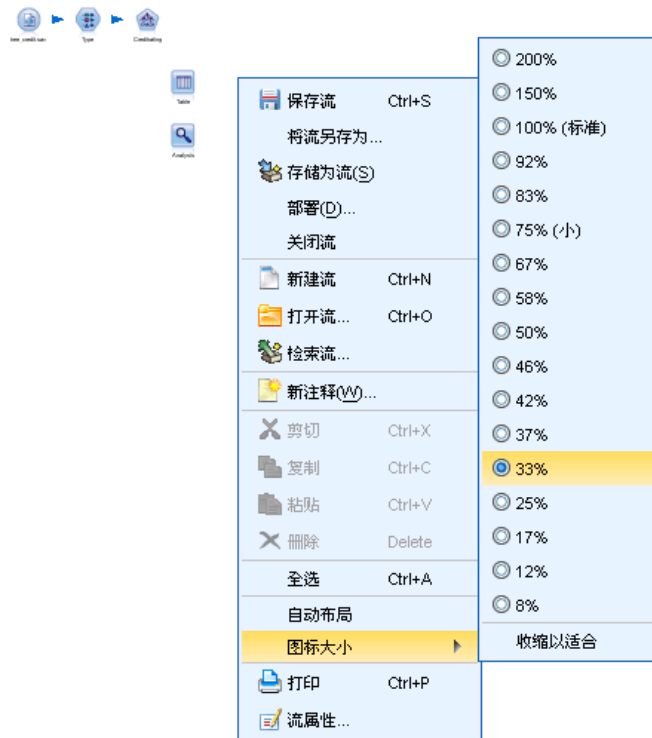 tree_credit.sav
Type
Creditrating
Table
Analysis
保存流 Ctrl+S
将流另存为...
存储为流(S)
部署(D)...
关闭流
新建流 Ctrl+N
打开流... Ctrl+O
检索流...
新注释(W)...
剪切 Ctrl+X
复制 Ctrl+C
粘贴 Ctrl+V
删除 Delete
全选 Ctrl+A
自动布局
图标大小
打印 Ctrl+P
流属性...
200%
150%
100% (标准)
92%
83%
75% (小)
67%
58%
50%
46%
42%
37%
33%
25%
17%
12%
8%
收缩以适合